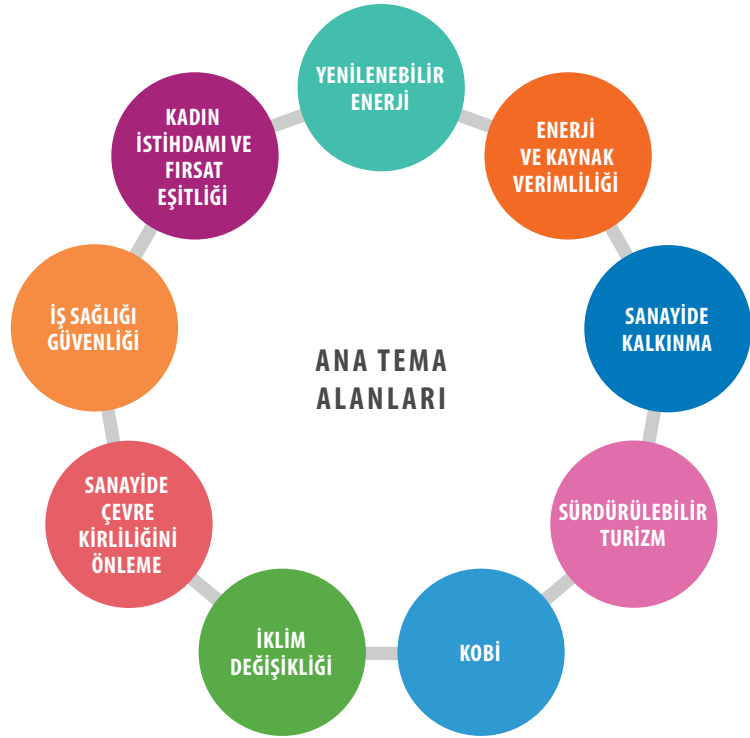 YENİLENEBİLİR
ENERJİ
ENERJİ
VE KAYNAK
VERİMLİLİĞİ
SANAYİDE
KALKINMA
SÜRDÜRÜLEBİLİR
TURİZM
KOBİ
İKLİM
DEĞİŞİKLİĞİ
SANAYİDE
ÇEVRE
KİRLİLİĞİNİ
ÖNLEME
İŞ SAĞLIĞI
GÜVENLİĞİ
KADIN
İSTİHDAMI VE
FIRSAT
EŞİTLİĞİ
ANA TEMA
ALANLARI